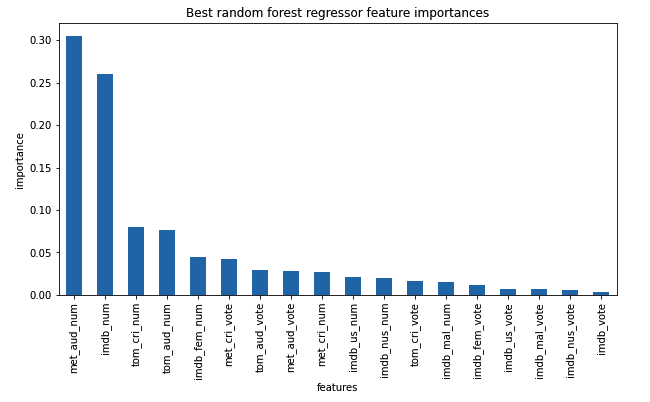 Best random forest regressor feature importances
0.30
0.25
0.20
0.15
0.10
0.05
0.00
importance
met_aud_num
imdb_num
tom_cri_num
tom_aud_num
imdb_fem_num
met_cri_vote
tom_aud_vote
met_aud_vote
met_cri_num
imdb_us_num
imdb_nus_num
tom_cri_vote
imdb_mal_num
imdb_fem_vote
imdb_us_vote
imdb_mal_vote
imdb_nus_vote
imdb_vote
features